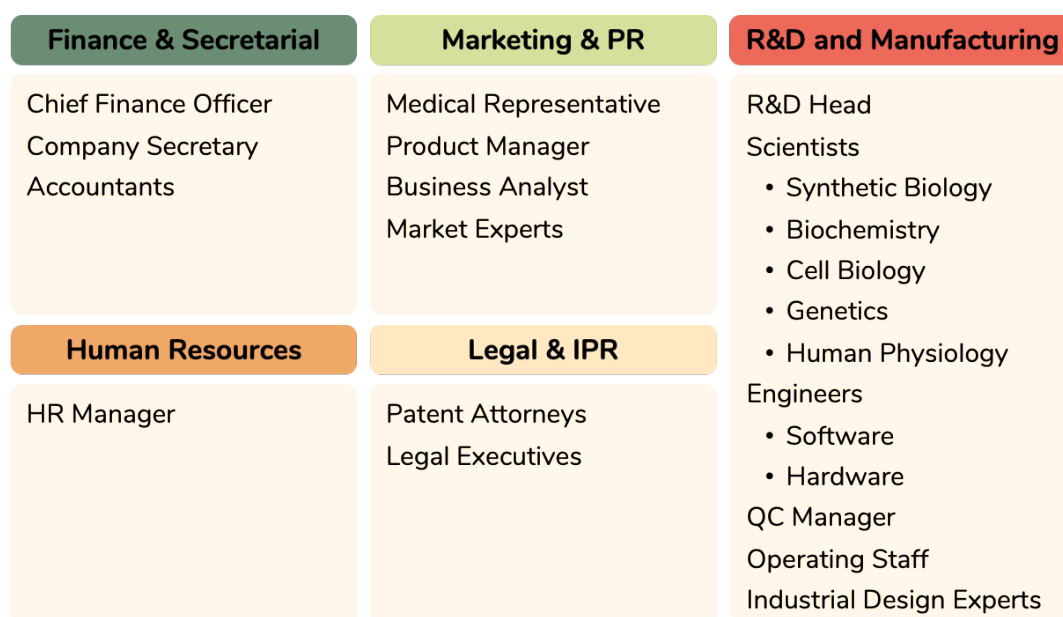 Finance & Secretarial
Chief Finance Officer
Company Secretary
Accountants
Marketing & PR
Medical Representative
Product Manager
Business Analyst
Market Experts
R&D and Manufacturing
R&D Head
Scientists
• Synthetic Biology
• Biochemistry
• Cell Biology
• Genetics
• Human Physiology
Engineers
• Software
• Hardware
QC Manager
Operating Staff
Industrial Design Experts
Human Resources
HR Manager
Legal & IPR
Patent Attorneys
Legal Executives